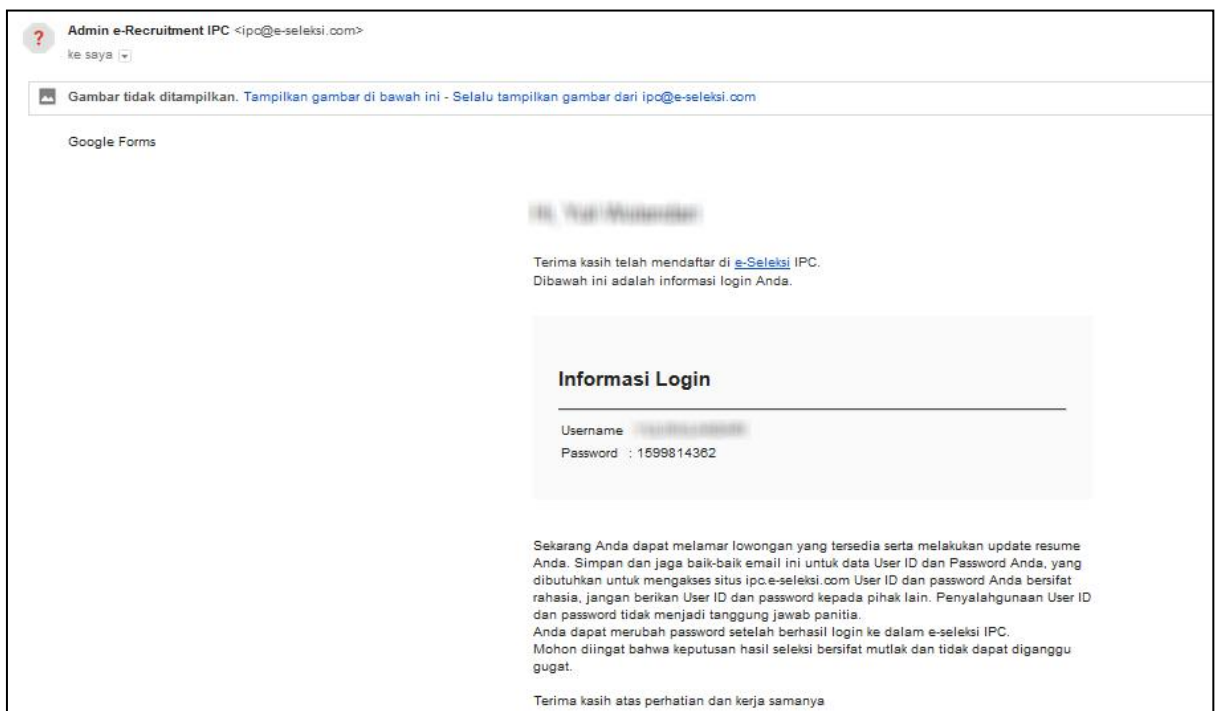 ?
Admin e-Recruitment IPC <ipc@e-seleksi.com>
ke saya
Gambar tidak ditampilkan. Tampilkan gambar di bawah ini - Selalu tampilkan gambar dari ipc@e-seleksi.com
Google Forms
Terima kasih telah mendaftar di e-Seleksi IPC.
Dibawah ini adalah informasi login Anda.
Informasi Login
Username
Password : 1599814362
Sekarang Anda dapat melamar lowongan yang tersedia serta melakukan update resume
Anda. Simpan dan jaga baik-baik email ini untuk data User ID dan Password Anda, yang
dibutuhkan untuk mengakses situs ipc.e-seleksi.com User ID dan password Anda bersifat
rahasia, jangan berikan User ID dan password kepada pihak lain. Penyalahgunaan User ID
dan password tidak menjadi tanggung jawab panitia.
Anda dapat merubah password setelah berhasil login ke dalam e-seleksi IPC.
Mohon diingat bahwa keputusan hasil seleksi bersifat mutlak dan tidak dapat diganggu
gugat.
Terima kasih atas perhatian dan kerja samanya